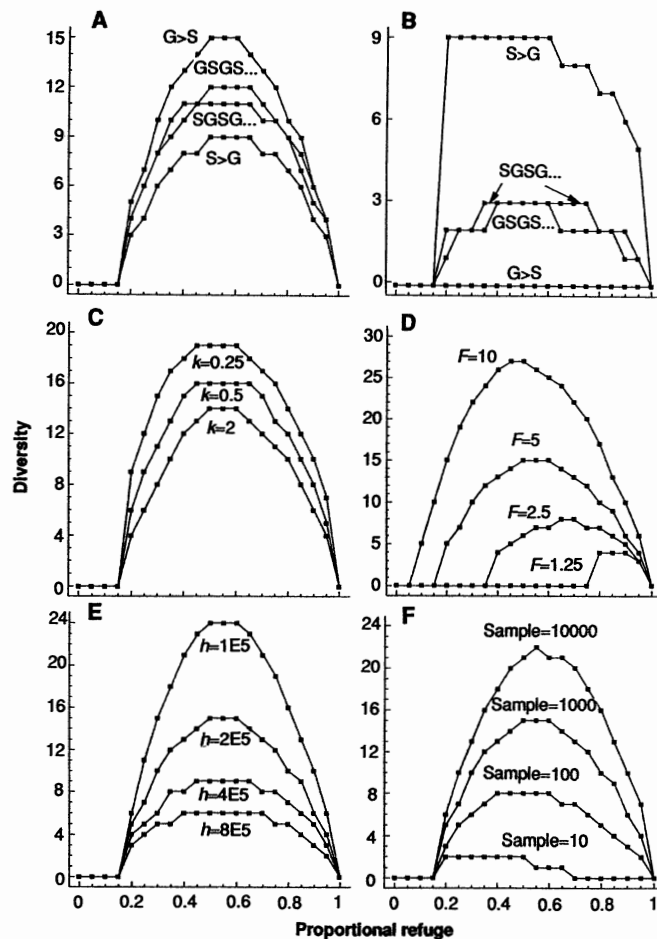 A
15
12
9
6
3
0
G>S
GSGS...
SGSG...
S>G
B
9
6
3
0
S>G
SGSG...
GSGS...
G>S
C
20
16
12
8
4
0
k=0.25
k=0.5
k=2
D
30
25
20
15
10
5
0
F=10
F=5
F=2.5
F=1.25
Diversity
E
24
20
16
12
8
4
0
h=1E5
h=2E5
h=4E5
h=8E5
0 0.2 0.4 0.6 0.8 1
F
24
20
16
12
8
4
0
Sample=10000
Sample=1000
Sample=100
Sample=10
0 0.2 0.4 0.6 0.8 1
Proportional refuge